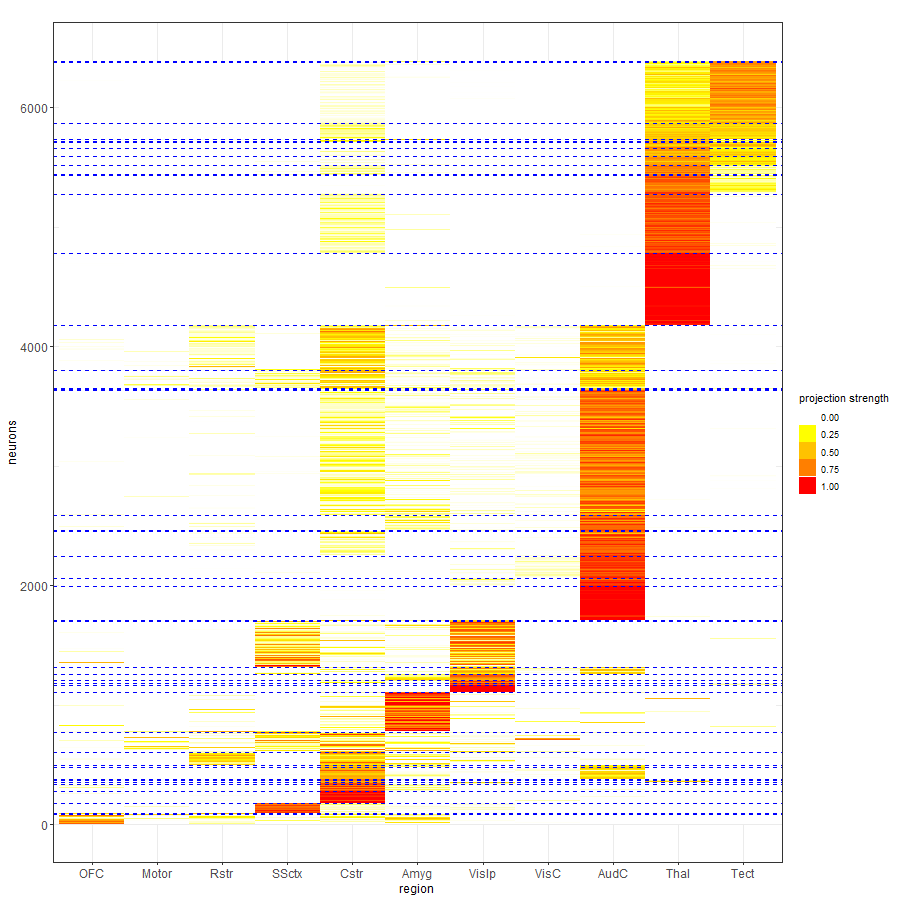 6000
4000
2000
0
neurons
OFC Motor Rstr SSctx Cstr Amyg VisIp VisC AudC Thal Tect
region
projection strength
0.00
0.25
0.50
0.75
1.00